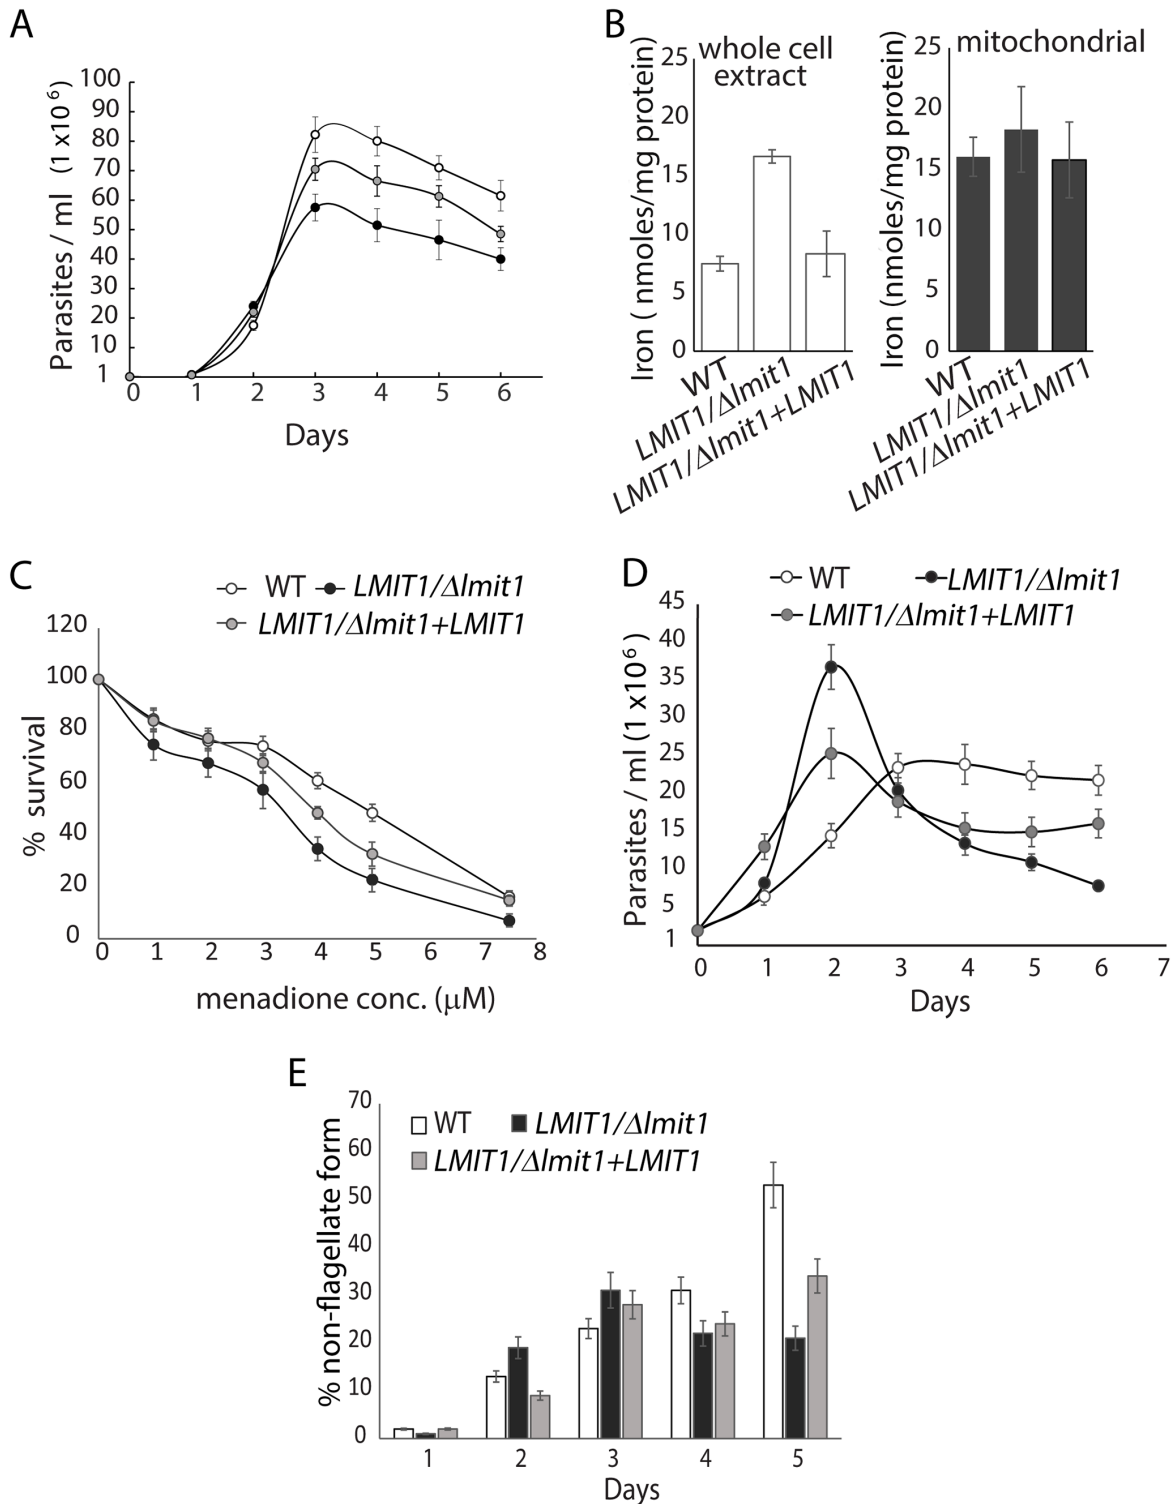 A
Parasites / ml (1 x10⁶)
100
90
80
70
60
50
40
30
20
10
1
0 1 2 3 4 5 6
Days
B
Iron ( nmoles/mg protein)
whole cell
extract
25
20
15
10
5
0
WT
LMIT1/Δlmit1
LMIT1/Δlmit1+LMIT1
Iron (nmoles/mg protein)
mitochondrial
25
20
15
10
5
0
WT
LMIT1/Δlmit1
LMIT1/Δlmit1+LMIT1
C
WT LMIT1/Δlmit1
LMIT1/Δlmit1+LMIT1
% survival
120
100
80
60
40
20
0
0 1 2 3 4 5 6 7 8
menadione conc. (μM)
D
WT LMIT1/Δlmit1
LMIT1/Δlmit1+LMIT1
Parasites / ml (1 x10⁶)
45
40
35
30
25
20
15
10
5
1
0 1 2 3 4 5 6 7
Days
E
WT LMIT1/Δlmit1
LMIT1/Δlmit1+LMIT1
% non-flagellate form
70
60
50
40
30
20
10
0
1 2 3 4 5
Days